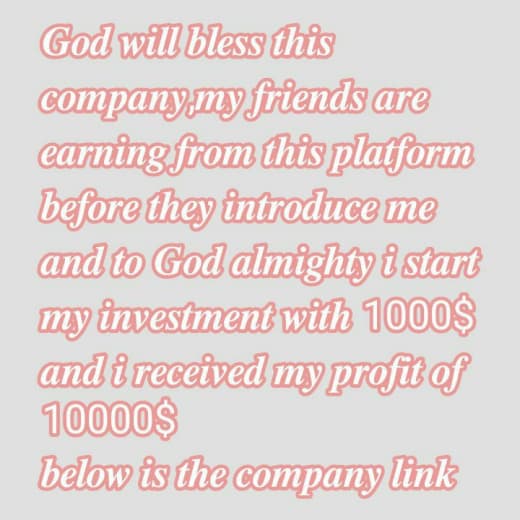 God will bless this
company,my friends are
earning from this platform
before they introduce me
and to God almighty i start
my investment with 1000$
and i received my profit of
10000$
below is the company link